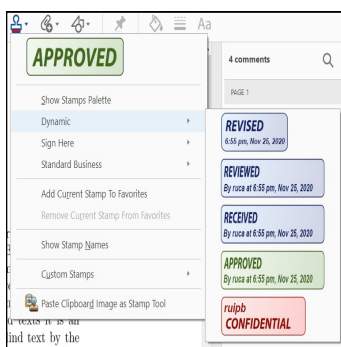 Aa
APPROVED
Show Stamps Palette
Dynamic
Sign Here
Standard Business
Add Current Stamp To Favorites
Remove Current Stamp From Favorites
Show Stamp Names
Custom Stamps
Paste Clipboard Image as Stamp Tool
d texts it is an
ind text by the
4 comments
PAGE 1
REVISED
6:55 pm, Nov 25, 2020
REVIEWED
By ruca at 6:55 pm, Nov 25, 2020
RECEIVED
By ruca at 6:55 pm, Nov 25, 2020
APPROVED
By ruca at 6:55 pm, Nov 25, 2020
ruipb
CONFIDENTIAL